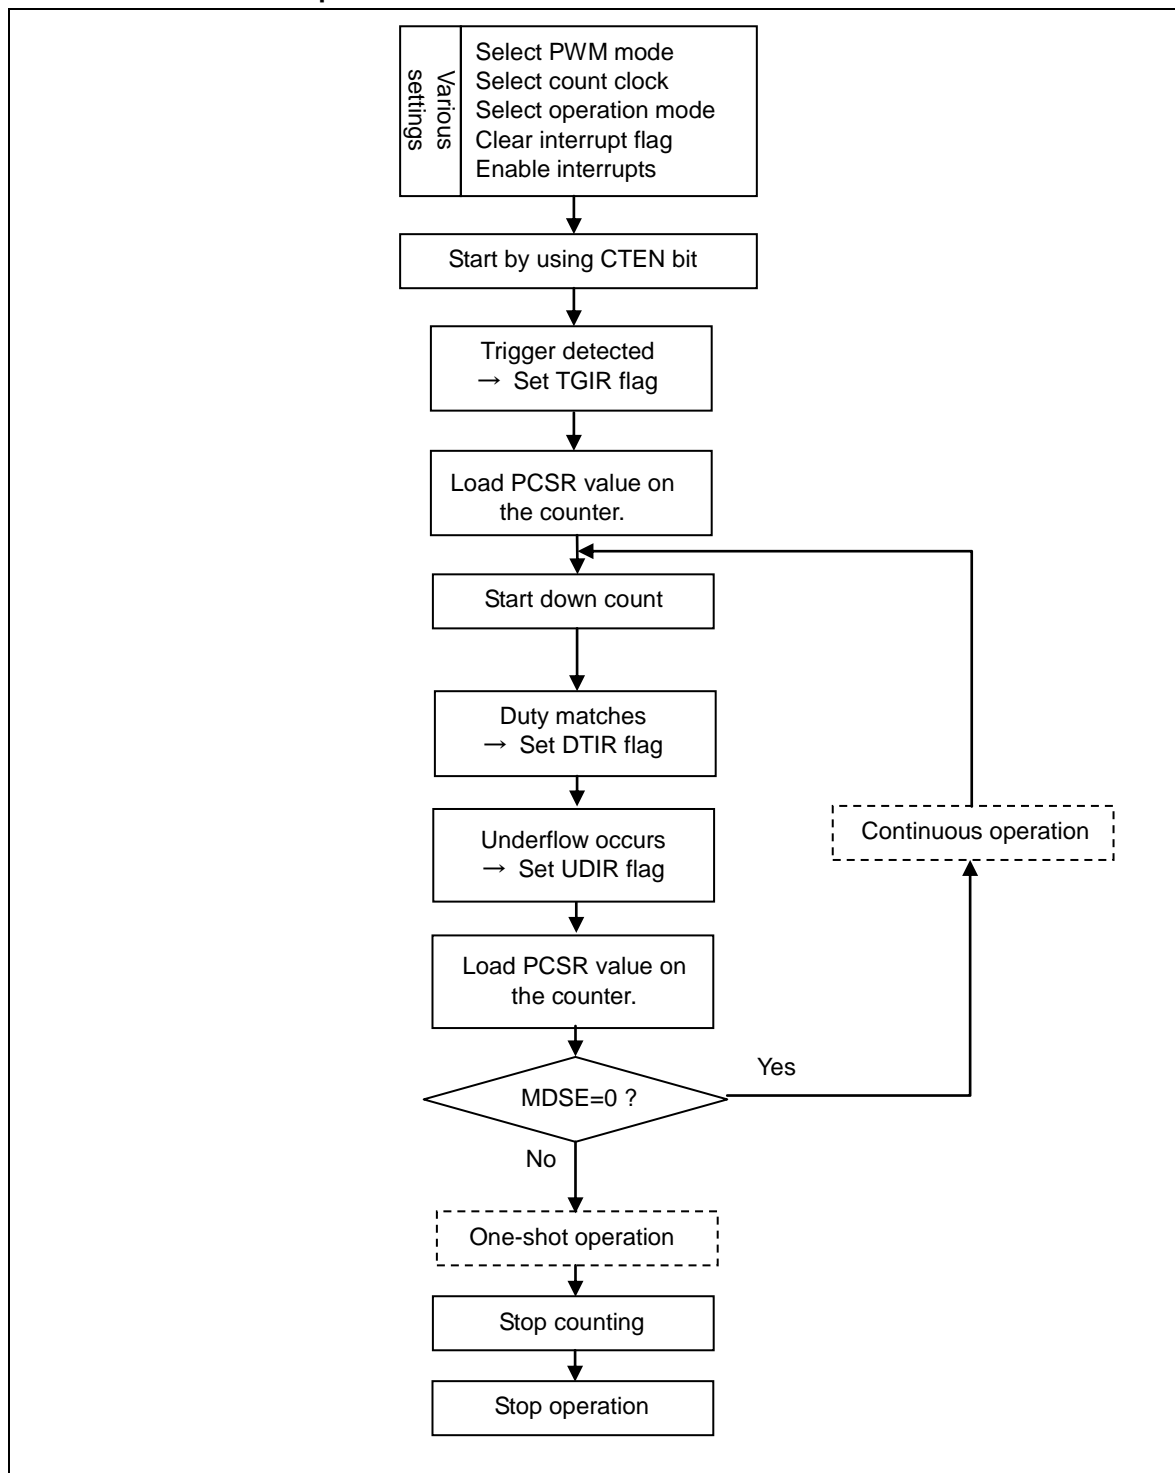 Various
settings
Select PWM mode
Select count clock
Select operation mode
Clear interrupt flag
Enable interrupts
Start by using CTEN bit
Trigger detected
→ Set TGIR flag
Load PCSR value on
the counter.
Start down count
Duty matches
→ Set DTIR flag
Underflow occurs
→ Set UDIR flag
Continuous operation
Load PCSR value on
the counter.
Yes
MDSE=0 ?
No
One-shot operation
Stop counting
Stop operation